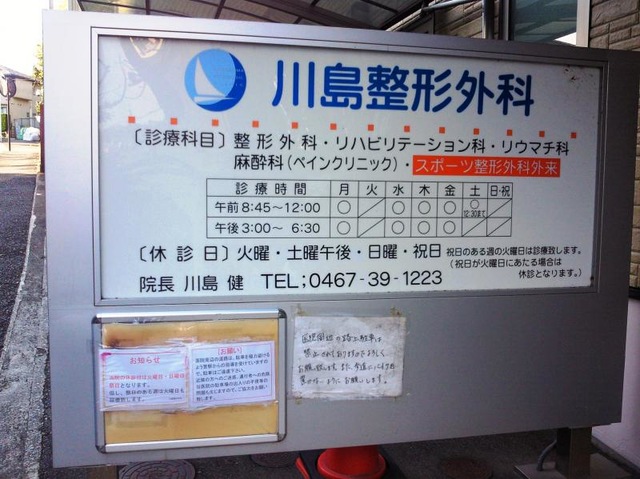 川島整形外科
〔診療科目〕整形外科・リハビリテーション科・リウマチ科
麻酔科(ペインクリニック)・スポーツ整形外科外来
診療時間 月 火 水 木 金 土 日・祝
午前 8:45〜12:00 ○ ／ ○ ○ ○ ○ 12:30まで ／
午後 3:00〜 6:30 ○ ／ ○ ○ ○ ／ ／
〔休診日〕火曜・土曜午後・日曜・祝日 祝日のある週の火曜日は診療致します。
(祝日が火曜日にあたる場合は
休診となります。)
院長 川島 健 TEL;0467-39-1223
お知らせ
[お願い]